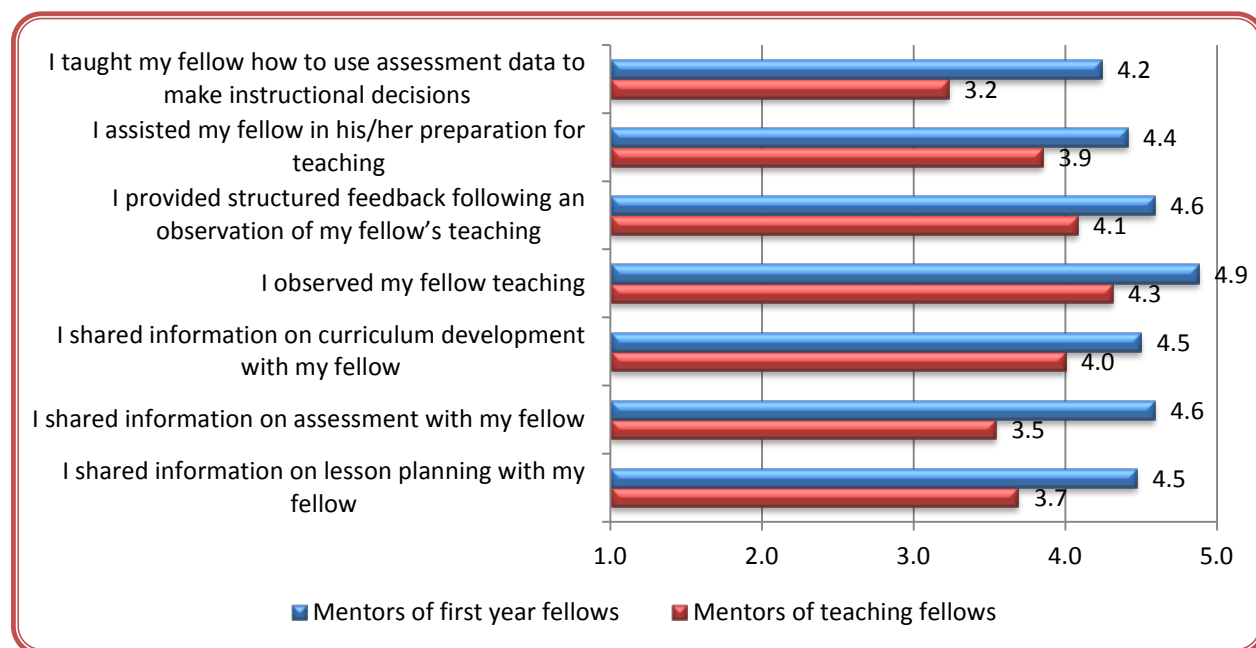 I taught my fellow how to use assessment data to
make instructional decisions
4.2
3.2
I assisted my fellow in his/her preparation for
teaching
4.4
3.9
I provided structured feedback following an
observation of my fellow’s teaching
4.6
4.1
I observed my fellow teaching
4.9
4.3
I shared information on curriculum development
with my fellow
4.5
4.0
I shared information on assessment with my fellow
4.6
3.5
I shared information on lesson planning with my
fellow
4.5
3.7
1.0 2.0 3.0 4.0 5.0
Mentors of first year fellows Mentors of teaching fellows